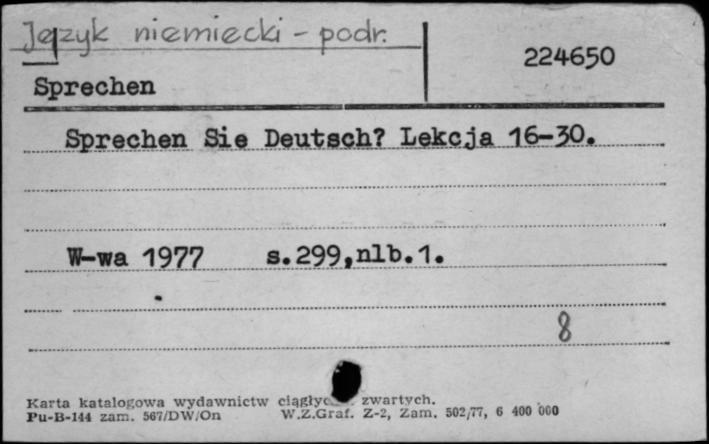 Język niemiecki - podr.
224650
Sprechen
Sprechen Sie Deutsch? Lekcja 16-30.
W-wa 1977 s.299,nlb.1.
8
Karta katalogowa wydawnictw zwartych.
Pu-B-144 zam. 567/DW/On W.Z.Graf. Z-2, Zam. 502/77, 6 400 000